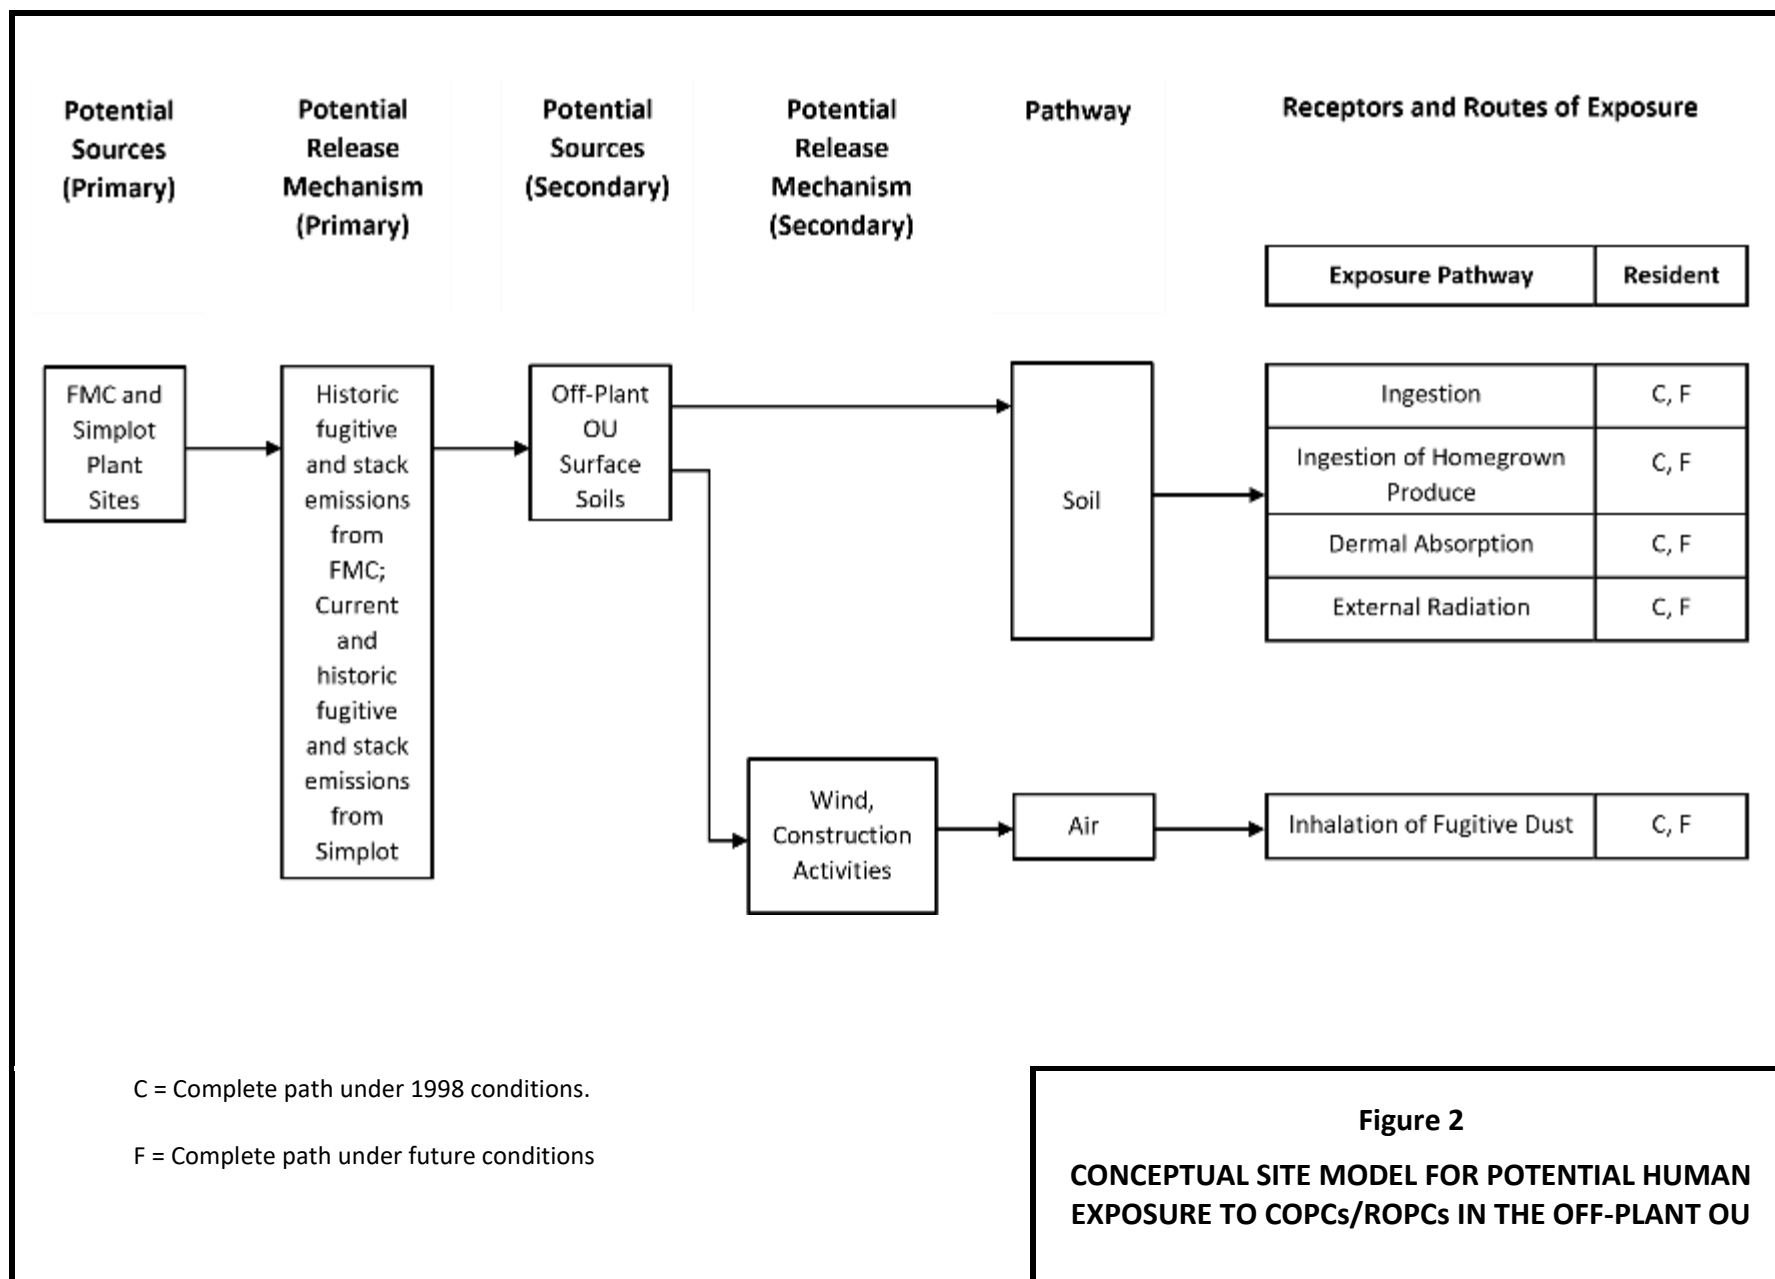 Potential
Sources
(Primary)
Potential
Release
Mechanism
(Primary)
Potential
Sources
(Secondary)
Potential
Release
Mechanism
(Secondary)
Pathway
Receptors and Routes of Exposure
Exposure Pathway
Resident
FMC and
Simplot
Plant
Sites
Historic
fugitive
and stack
emissions
from
FMC;
Current
and
historic
fugitive
and stack
emissions
from
Simplot
Off-Plant
OU
Surface
Soils
Soil
Ingestion
C, F
Ingestion of Homegrown
Produce
C, F
Dermal Absorption
C, F
External Radiation
C, F
Wind,
Construction
Activities
Air
Inhalation of Fugitive Dust
C, F
C = Complete path under 1998 conditions.
F = Complete path under future conditions
Figure 2
CONCEPTUAL SITE MODEL FOR POTENTIAL HUMAN
EXPOSURE TO COPCs/ROPCs IN THE OFF-PLANT OU